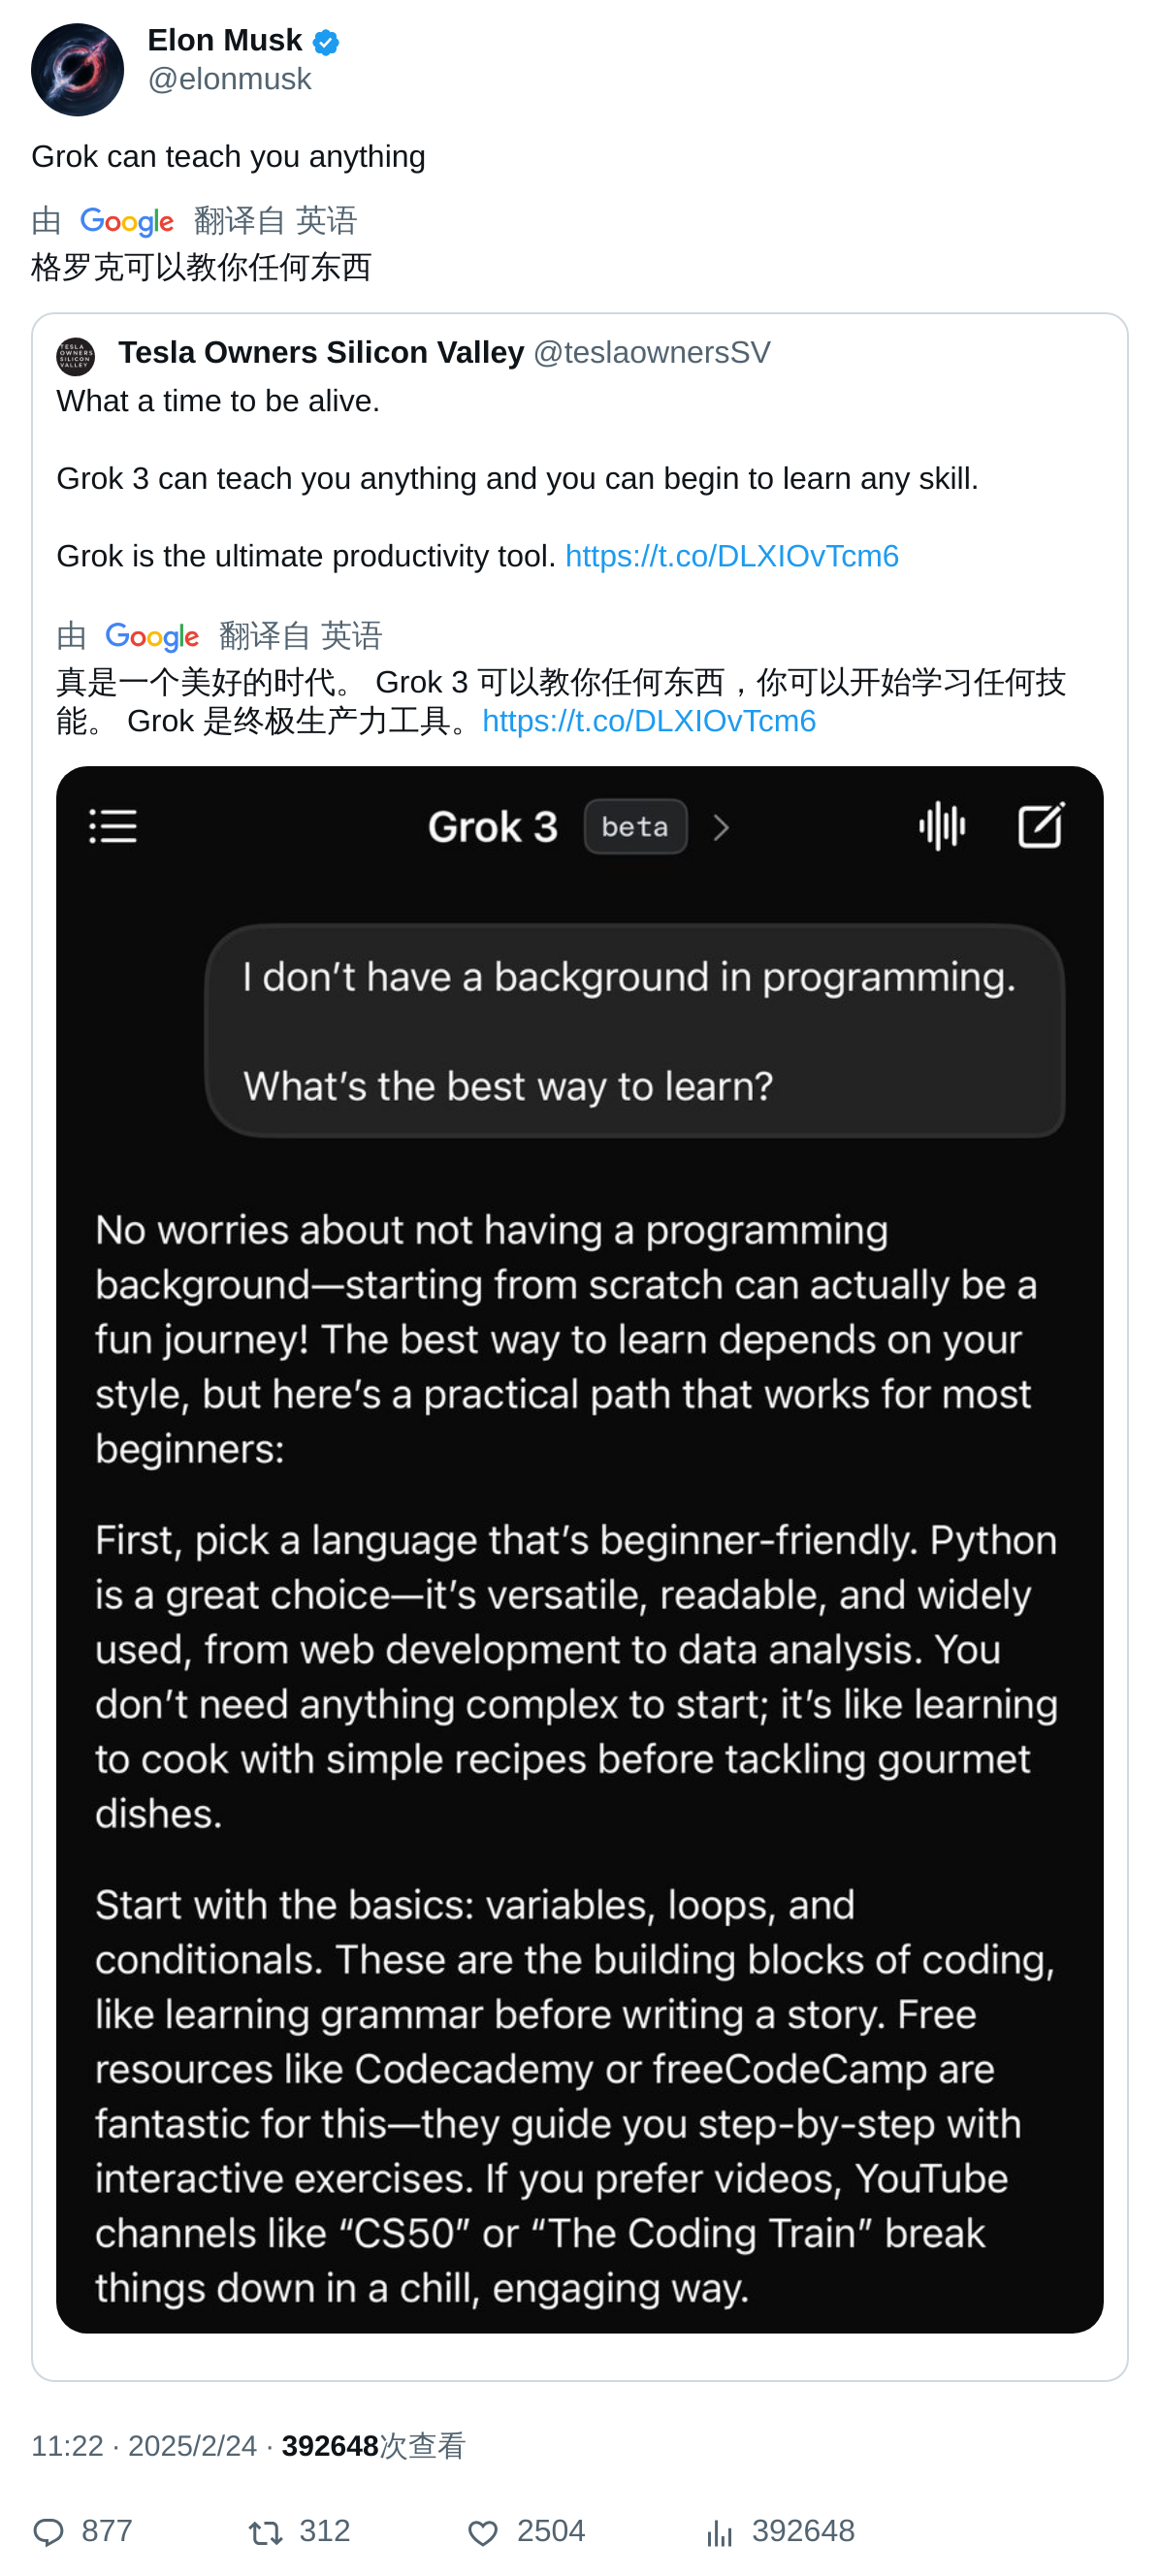 Elon Musk
@elonmusk
Grok can teach you anything
由 Google 翻译自 英语
格罗克可以教你任何东西
TESLA
OWNERS
SILICON
VALLEY
Tesla Owners Silicon Valley @teslaownersSV
What a time to be alive.
Grok 3 can teach you anything and you can begin to learn any skill.
Grok is the ultimate productivity tool. https://t.co/DLXIOvTcm6
由 Google 翻译自 英语
真是一个美好的时代。 Grok 3 可以教你任何东西，你可以开始学习任何技
能。 Grok 是终极生产力工具。https://t.co/DLXIOvTcm6
Grok 3 beta
I don’t have a background in programming.
What’s the best way to learn?
No worries about not having a programming
background—starting from scratch can actually be a
fun journey! The best way to learn depends on your
style, but here’s a practical path that works for most
beginners:
First, pick a language that’s beginner-friendly. Python
is a great choice—it’s versatile, readable, and widely
used, from web development to data analysis. You
don’t need anything complex to start; it’s like learning
to cook with simple recipes before tackling gourmet
dishes.
Start with the basics: variables, loops, and
conditionals. These are the building blocks of coding,
like learning grammar before writing a story. Free
resources like Codecademy or freeCodeCamp are
fantastic for this—they guide you step-by-step with
interactive exercises. If you prefer videos, YouTube
channels like “CS50” or “The Coding Train” break
things down in a chill, engaging way.
11:22 · 2025/2/24 · 392648次查看
877 312 2504 392648